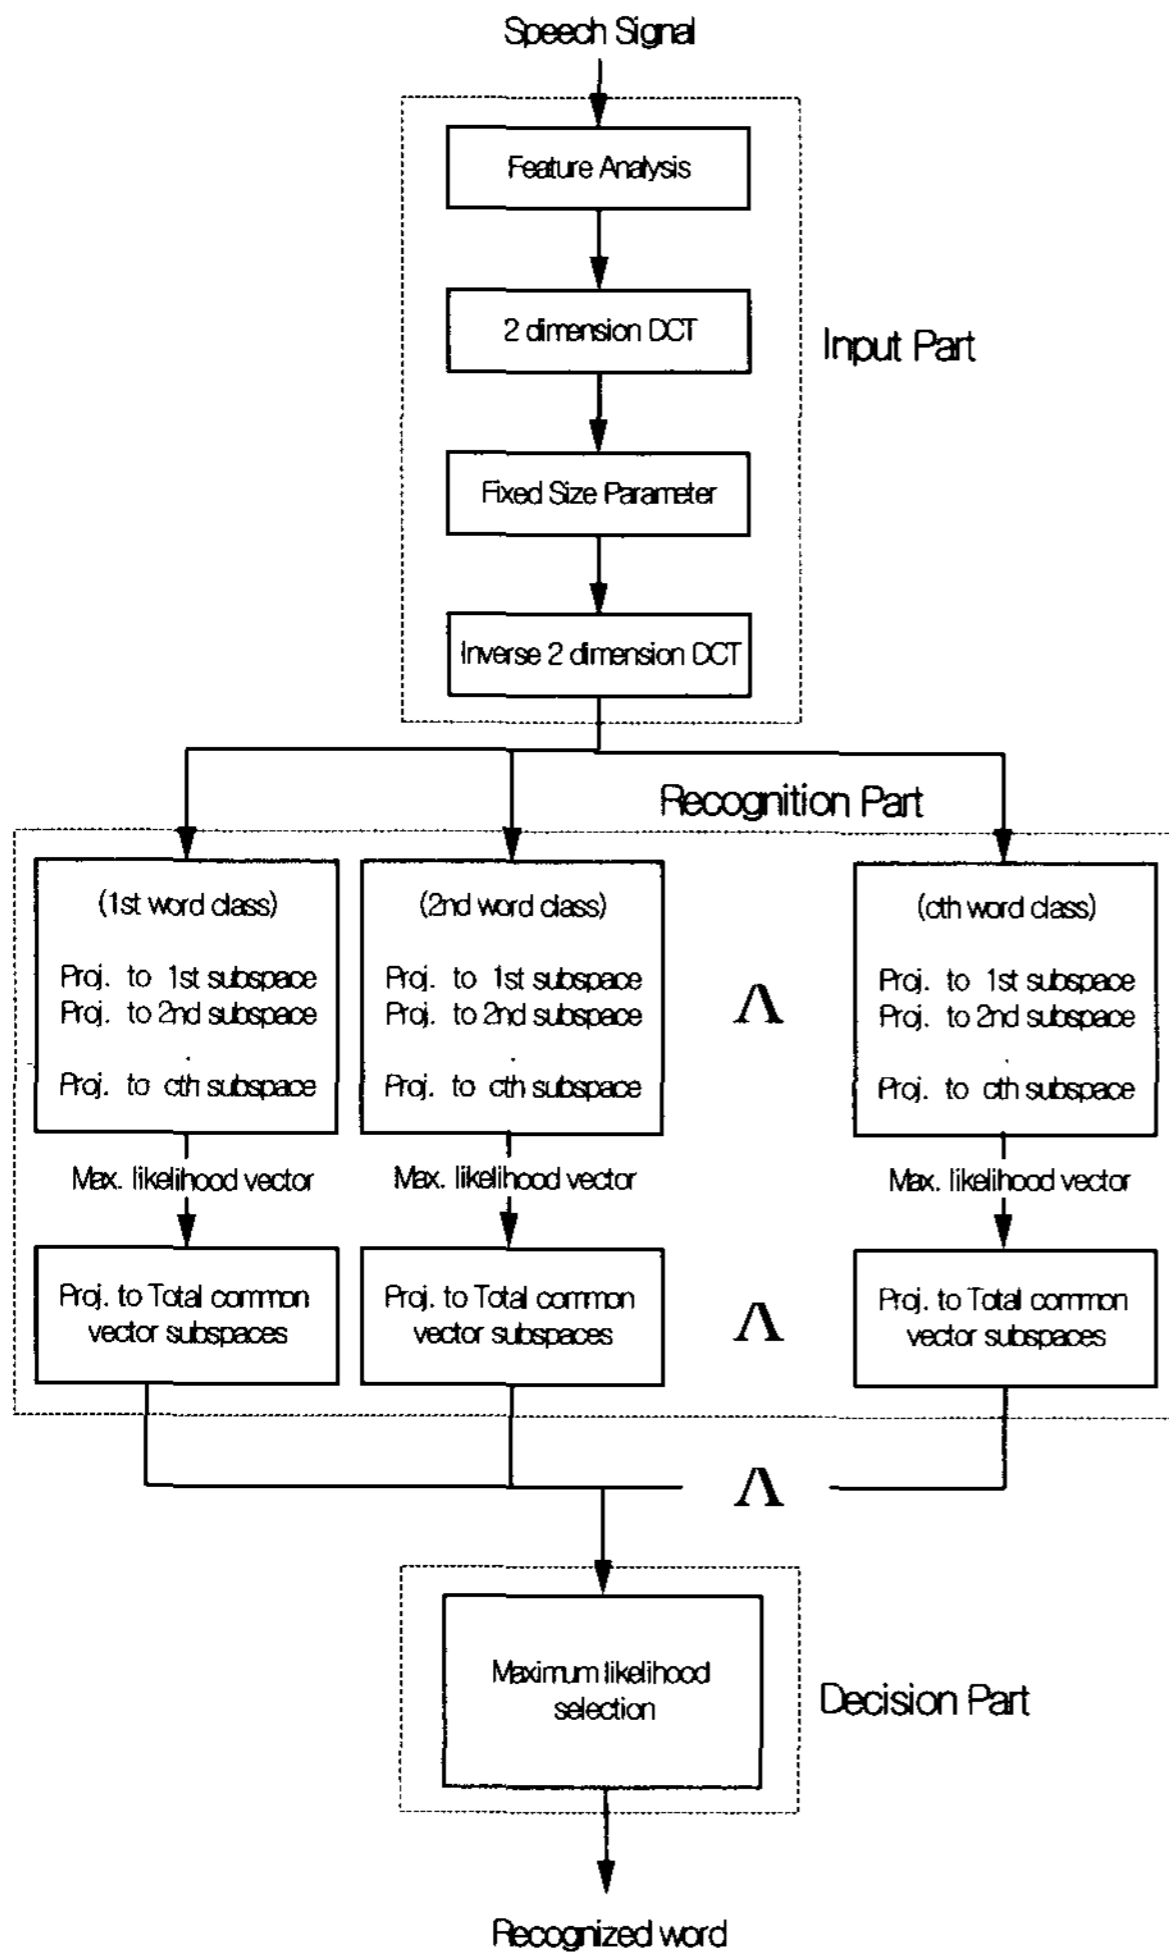 Speech Signal
Feature Analysis
2 dimension DCT
Input Part
Fixed Size Parameter
Inverse 2 dimension DCT
Recognition Part
(1st word class)
Proj. to 1st subspace
Proj. to 2nd subspace
.
Proj. to cth subspace
(2nd word class)
Proj. to 1st subspace
Proj. to 2nd subspace
.
Proj. to cth subspace
Λ
(cth word class)
Proj. to 1st subspace
Proj. to 2nd subspace
.
Proj. to cth subspace
Max. likelihood vector
Max. likelihood vector
Max. likelihood vector
Proj. to Total common
vector subspaces
Proj. to Total common
vector subspaces
Λ
Proj. to Total common
vector subspaces
Λ
Maximum likelihood
selection
Decision Part
Recognized word